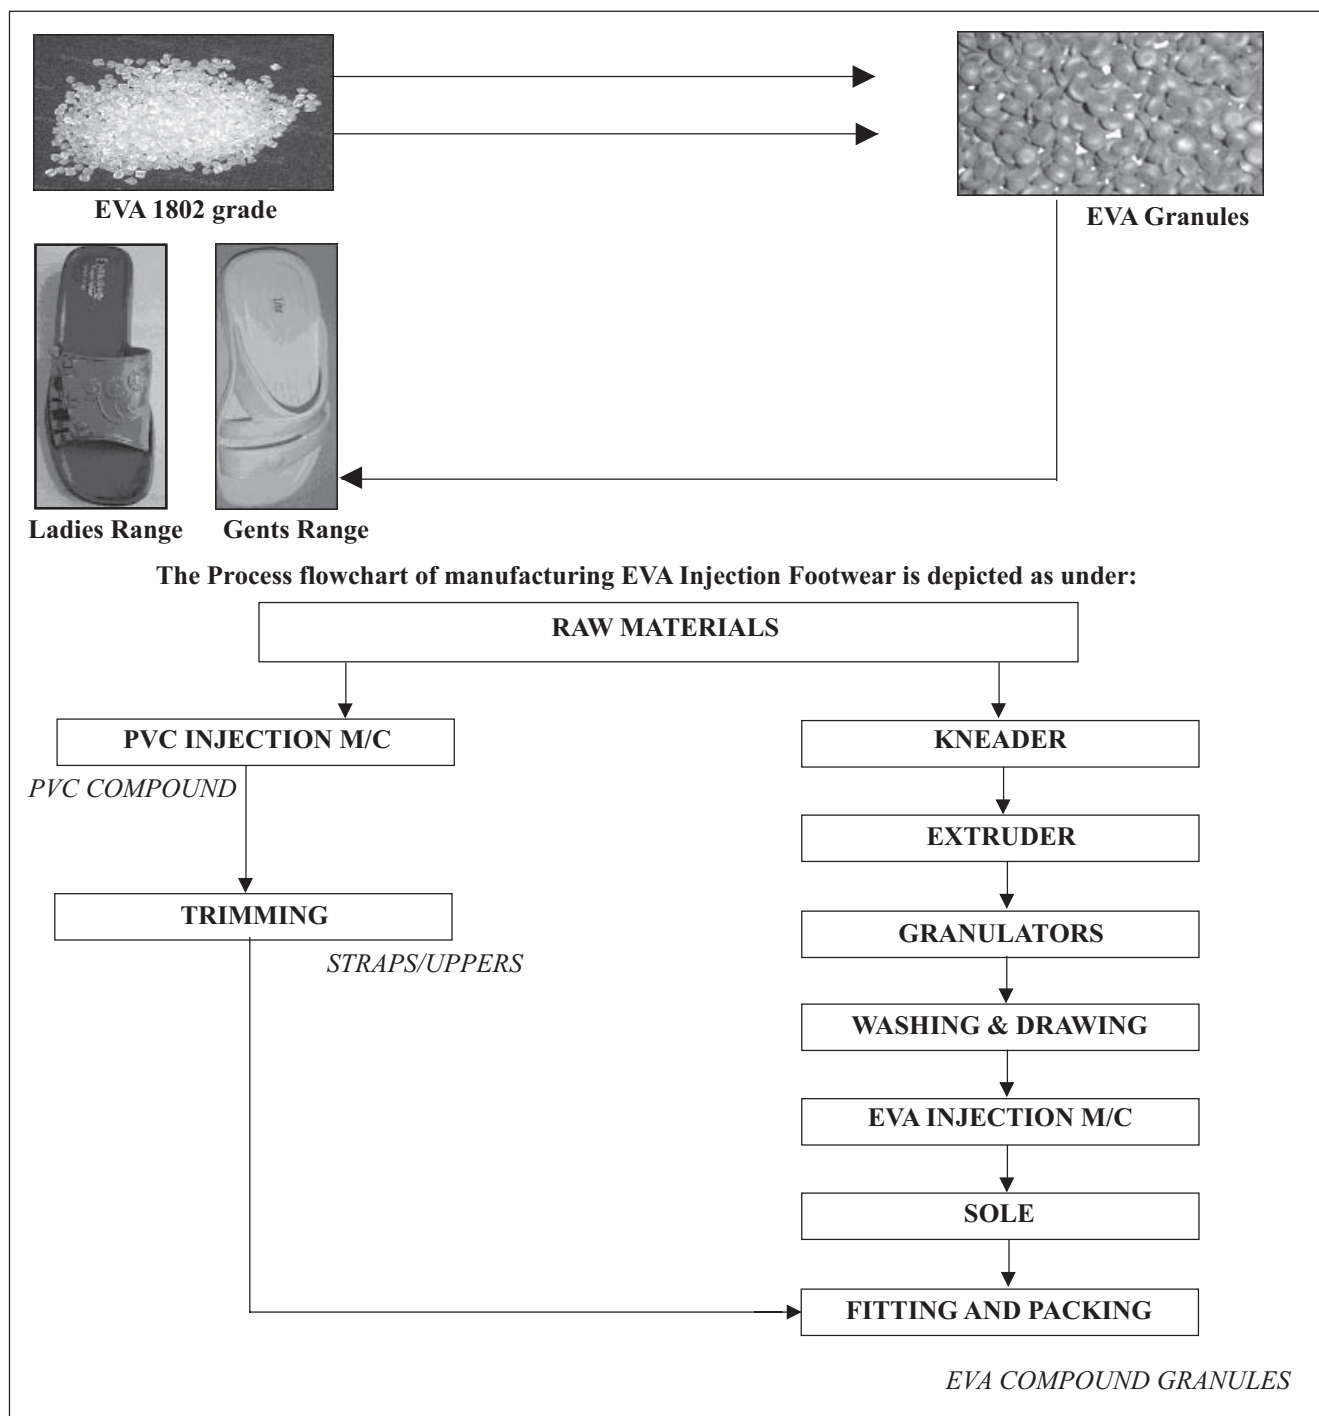 EVA 1802 grade
EVA Granules
Ladies Range
Gents Range
The Process flowchart of manufacturing EVA Injection Footwear is depicted as under:
RAW MATERIALS
PVC INJECTION M/C
KNEADER
PVC COMPOUND
EXTRUDER
TRIMMING
GRANULATORS
STRAPS/UPPERS
WASHING & DRAWING
EVA INJECTION M/C
SOLE
FITTING AND PACKING
EVA COMPOUND GRANULES